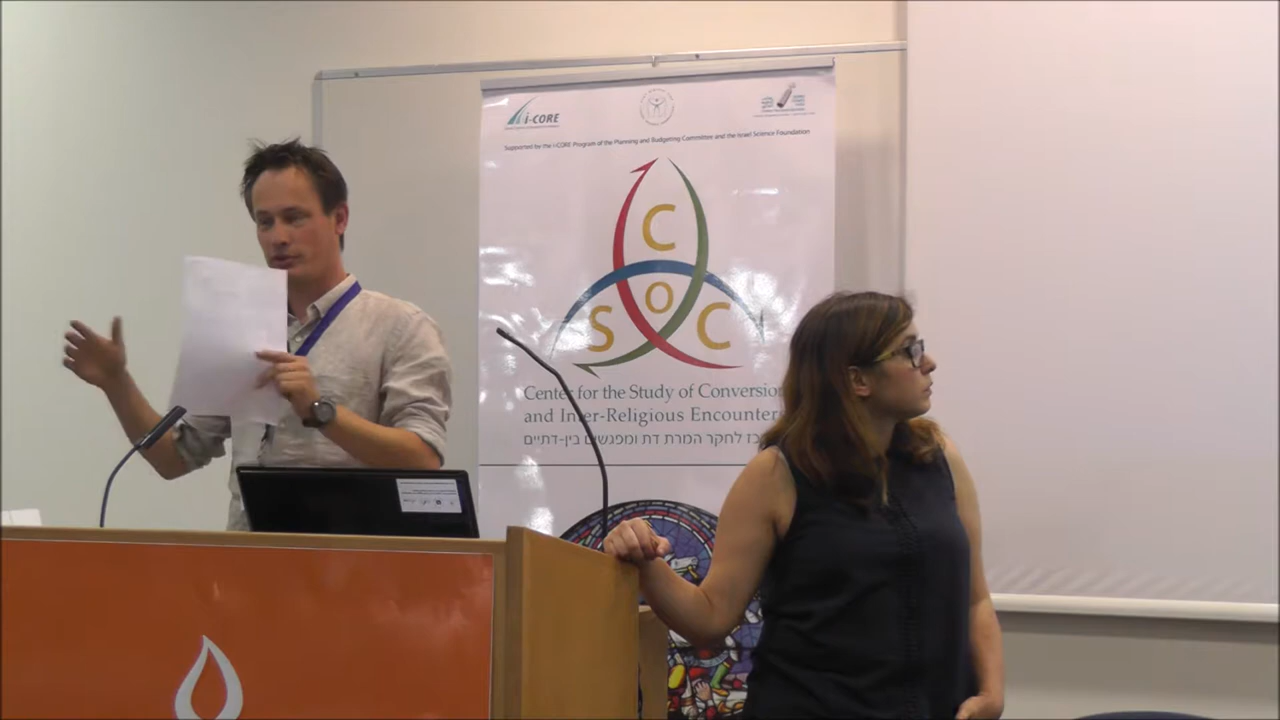 i-CORE
Supported by the I-CORE Program of the Planning and Budgeting Committee and the Israel Science Foundation
C
S O C
Center for the Study of Conversion
and Inter-Religious Encounters
לחקר המרת דת ומפגשים בין-דתיים